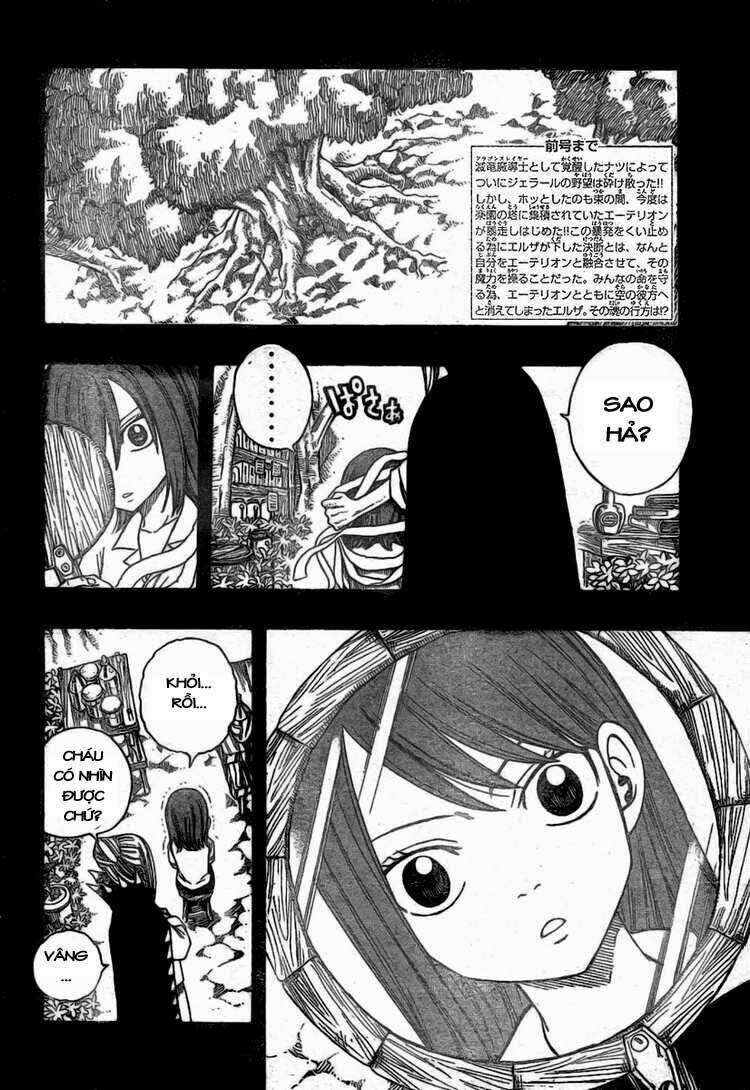 前号まで
滅竜魔導士として覚醒したナツによって
ついにジェラールの野望は砕け散った!!
しかし、ホッとしたのも束の間、今度は
楽園の塔に集積されていたエーテリオン
が暴走しはじめた!!この暴発をくい止め
る為にエルザが下した決断とは、なんと
自分をエーテリオンと融合させて、その
魔力を操ることだった。みんなの命を守
る為、エーテリオンとともに空の彼方へ
と消えてしまったエルザ。その魂の行方は!?
SAO
HẢ?
ぱさぁ
........
KHỎI...
RỒI...
CHÁU
CÓ NHÌN
ĐƯỢC
CHỨ?
VÂNG
...